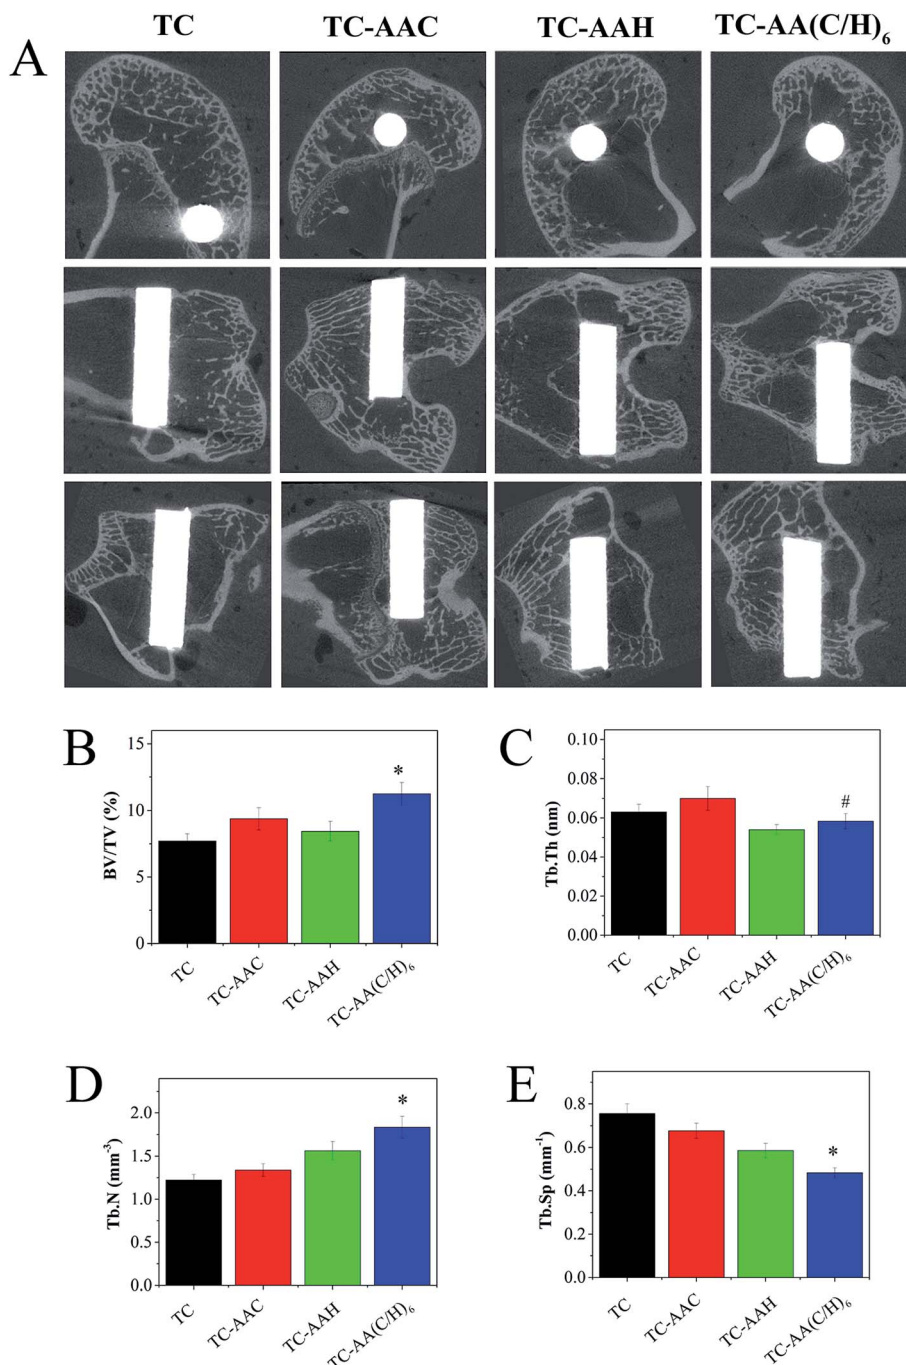 TC TC-AAC TC-AAH TC-AA(C/H)6
A
B
15
10
5
0
BV/TV (%)
*
TC TC-AAC TC-AAH TC-AA(C/H)6
C
0.10
0.08
0.06
0.04
0.02
0.00
Tb.Th (nm)
#
TC TC-AAC TC-AAH TC-AA(C/H)6
D
2.0
1.5
1.0
0.5
0.0
Tb.N (mm-3)
*
TC TC-AAC TC-AAH TC-AA(C/H)6
E
0.8
0.6
0.4
0.2
0.0
Tb.Sp (mm-1)
*
TC TC-AAC TC-AAH TC-AA(C/H)6